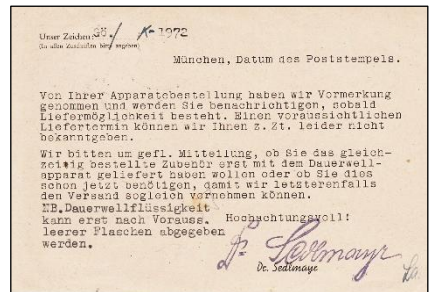 Unser Zeichen: Gö./ K- 1972
(In allen Zuschriften bitte angeben)
München, Datum des Poststempels.
Von Ihrer Apparatebestellung haben wir Vormerkung
genommen und werden Sie benachrichtigen, sobald
Liefermöglichkeit besteht. Einen voraussichtlichen
Liefertermin können wir Ihnen z. Zt. leider nicht
bekanntgeben.
Wir bitten um gefl. Mitteilung, ob Sie das gleich-
zeitig bestellte Zubehör erst mit dem Dauerwell-
apparat geliefert haben wollen oder ob Sie dies
schon jetzt benötigen, damit wir letzterenfalls
den Versand sogleich vornehmen können.
NB.Dauerwellflüssigkeit
kann erst nach Vorauss. Hochachtungsvoll!
leerer Flaschen abgegeben
werden.
Dr. Sedlmayr
Dr. Sedlmayr